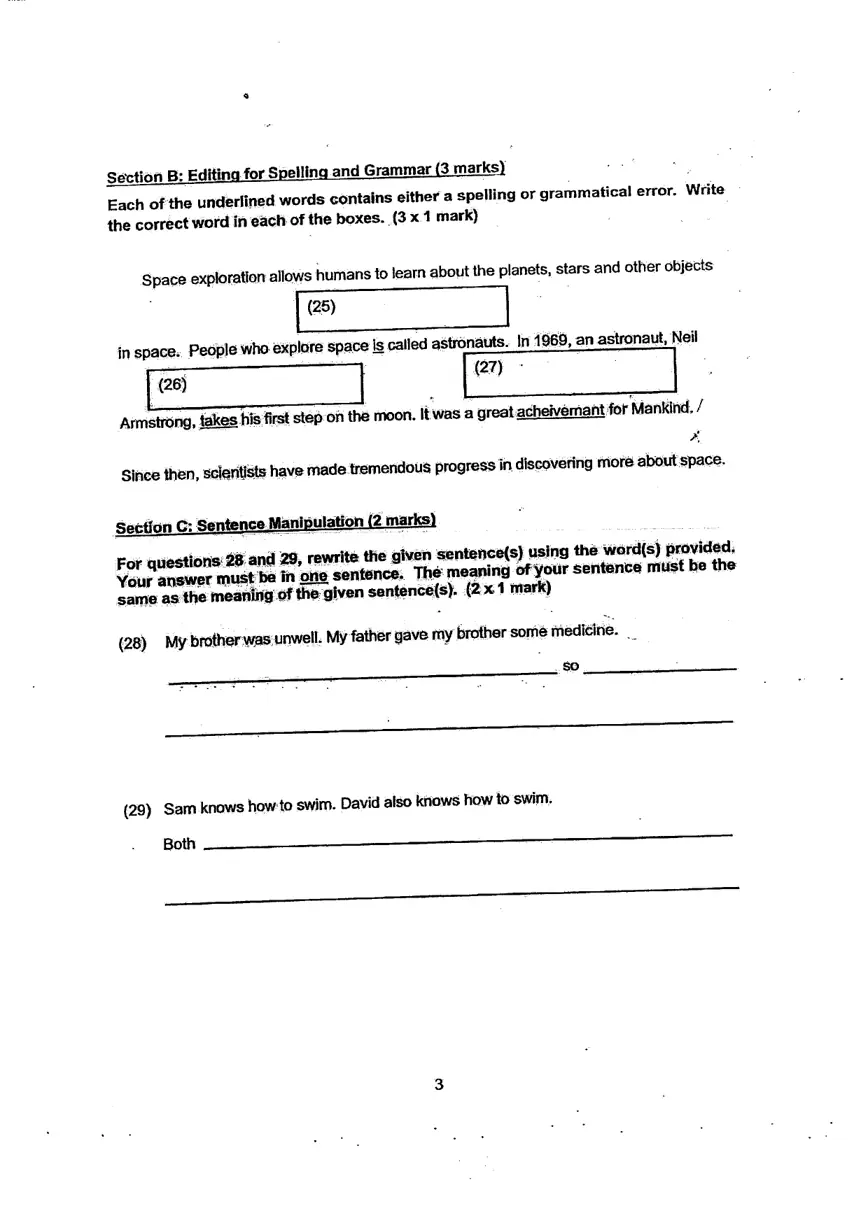 Section B: Editing for Spelling and Grammar (3 marks)
Each of the underlined words contains either a spelling or grammatical error. Write
the correct word in each of the boxes. (3 x 1 mark)
Space exploration allows humans to learn about the planets, stars and other objects
(25)
in space. People who explore space is called astronauts. In 1969, an astronaut, Neil
(26)
(27)
Armstrong, takes his first step on the moon. It was a great acheivemant for Mankind. /
Since then, scientists have made tremendous progress in discovering more about space.
Section C: Sentence Manipulation (2 marks)
For questions 28 and 29, rewrite the given sentence(s) using the word(s) provided.
Your answer must be in one sentence. The meaning of your sentence must be the
same as the meaning of the given sentence(s). (2 x 1 mark)
(28) My brother was unwell. My father gave my brother some medicine.
so
(29) Sam knows how to swim. David also knows how to swim.
Both
3